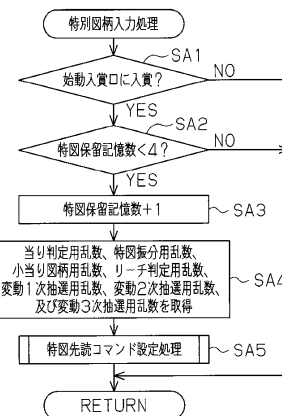 特別図柄入力処理
SA1
始動入賞口に入賞?
NO
YES
SA2
特図保留記憶数<4?
NO
YES
特図保留記憶数+1
SA3
当り判定用乱数、特図振分用乱数、
小当り図柄用乱数、リーチ判定用乱数、
変動1次抽選用乱数、変動2次抽選用乱数、
及び変動3次抽選用乱数を取得
SA4
特図先読コマンド設定処理
SA5
RETURN